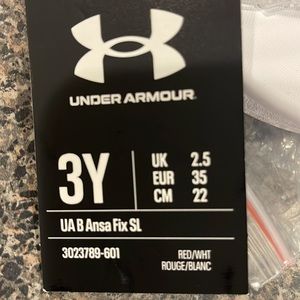 UNDER ARMOUR
3Y
UK 2.5
EUR 35
CM 22
UA B Ansa Fix SL
3023789-601
RED/WHT
ROUGE/BLANC